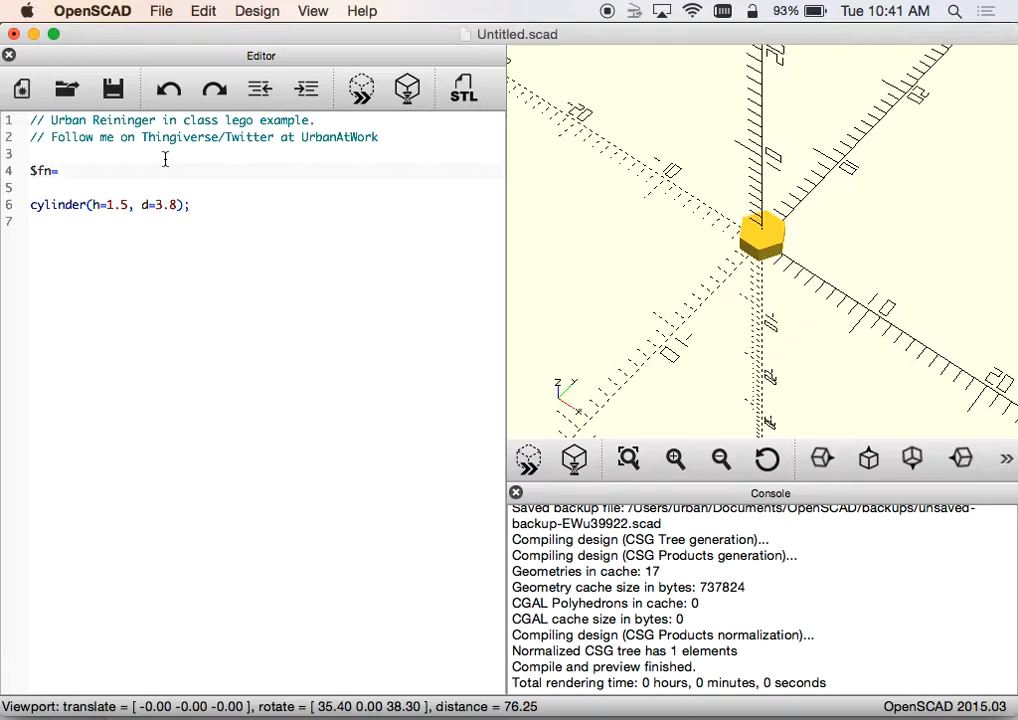 OpenSCAD File Edit Design View Help 93% Tue 10:41 AM
Untitled.scad
Editor
STL
1 // Urban Reininger in class lego example.
2 // Follow me on Thingiverse/Twitter at UrbanAtWork
3
4 $fn=
5
6 cylinder(h=1.5, d=3.8);
7
20
10
10
10
20
Z
Y
X
Console
Saved backup file: /Users/urban/Documents/OpenSCAD/backups/unsaved-
backup-EWu39922.scad
Compiling design (CSG Tree generation)...
Compiling design (CSG Products generation)...
Geometries in cache: 17
Geometry cache size in bytes: 737824
CGAL Polyhedrons in cache: 0
CGAL cache size in bytes: 0
Compiling design (CSG Products normalization)...
Normalized CSG tree has 1 elements
Compile and preview finished.
Total rendering time: 0 hours, 0 minutes, 0 seconds
Viewport: translate = [ -0.00 -0.00 -0.00 ], rotate = [ 35.40 0.00 38.30 ], distance = 76.25
OpenSCAD 2015.03